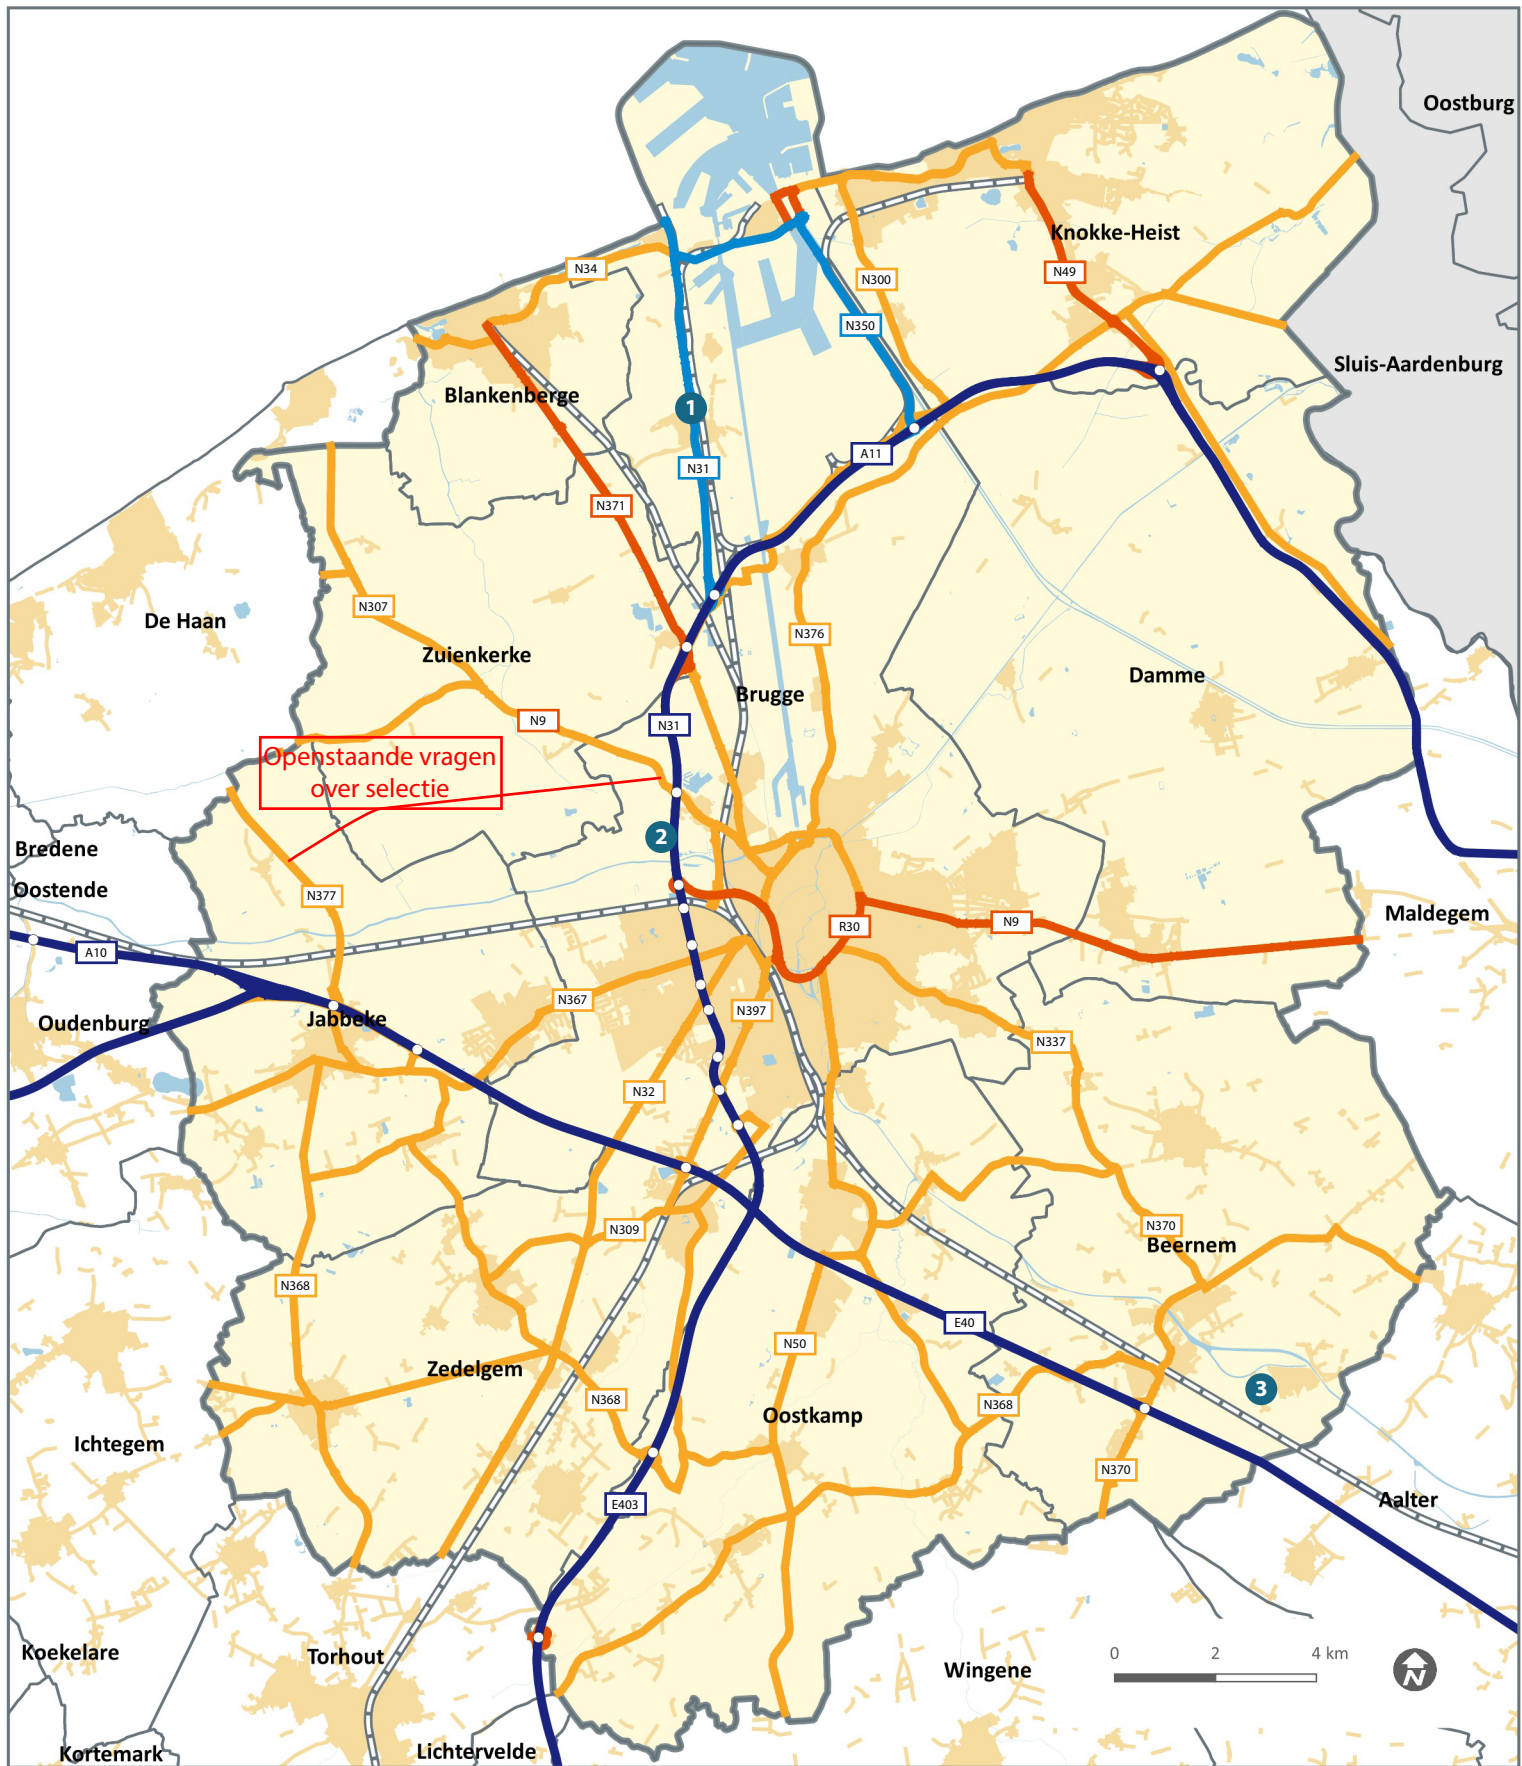 Oostburg
Knokke-Heist
N34
N49
N300
N350
Sluis-Aardenburg
Blankenberge
1
A11
N31
N371
N307
De Haan
N376
Zuienkerke
Damme
Brugge
N9
N31
Openstaande vragen
over selectie
2
Bredene
Oostende
N377
Maldegem
R30
N9
A10
N367
N397
Oudenburg
Jabbeke
N337
N32
N309
N370
Beernem
N368
E40
N50
Zedelgem
3
N368
N368
Oostkamp
Ichtegem
N370
Aalter
E403
Koekelare
Torhout
0 2 4 km
Wingene
N
Kortemark
Lichtervelde